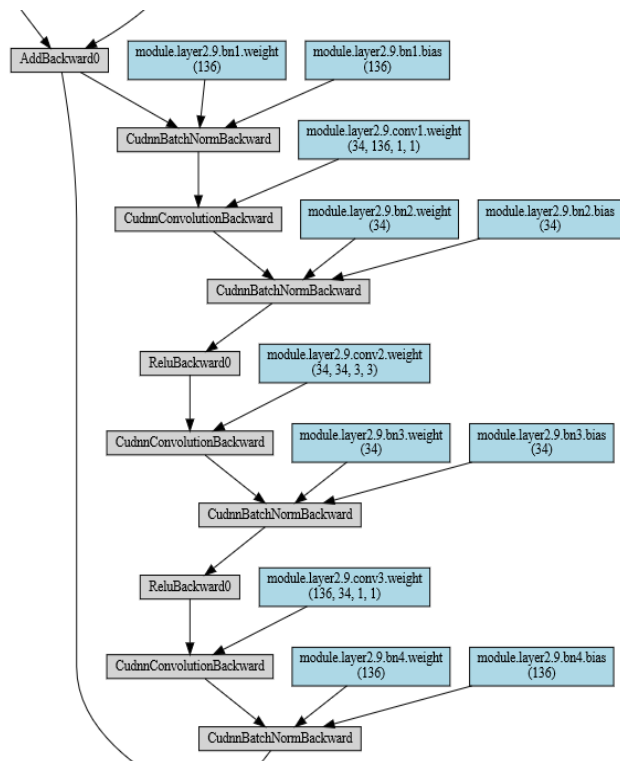 AddBackward0
module.layer2.9.bn1.weight
(136)
module.layer2.9.bn1.bias
(136)
CudnnBatchNormBackward
module.layer2.9.conv1.weight
(34, 136, 1, 1)
CudnnConvolutionBackward
module.layer2.9.bn2.weight
(34)
module.layer2.9.bn2.bias
(34)
CudnnBatchNormBackward
ReluBackward0
module.layer2.9.conv2.weight
(34, 34, 3, 3)
CudnnConvolutionBackward
module.layer2.9.bn3.weight
(34)
module.layer2.9.bn3.bias
(34)
CudnnBatchNormBackward
ReluBackward0
module.layer2.9.conv3.weight
(136, 34, 1, 1)
CudnnConvolutionBackward
module.layer2.9.bn4.weight
(136)
module.layer2.9.bn4.bias
(136)
CudnnBatchNormBackward